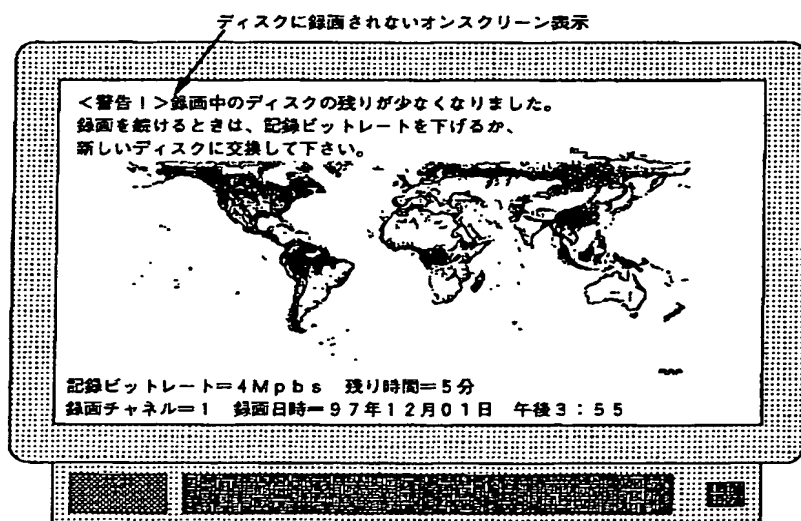 ディスクに録画されないオンスクリーン表示
<警告！>録画中のディスクの残りが少なくなりました。
録画を続けるときは、記録ビットレートを下げるか、
新しいディスクに交換して下さい。
記録ビットレート=4Mpbs 残り時間=5分
録画チャネル=1 録画日時=97年12月01日 午後3:55